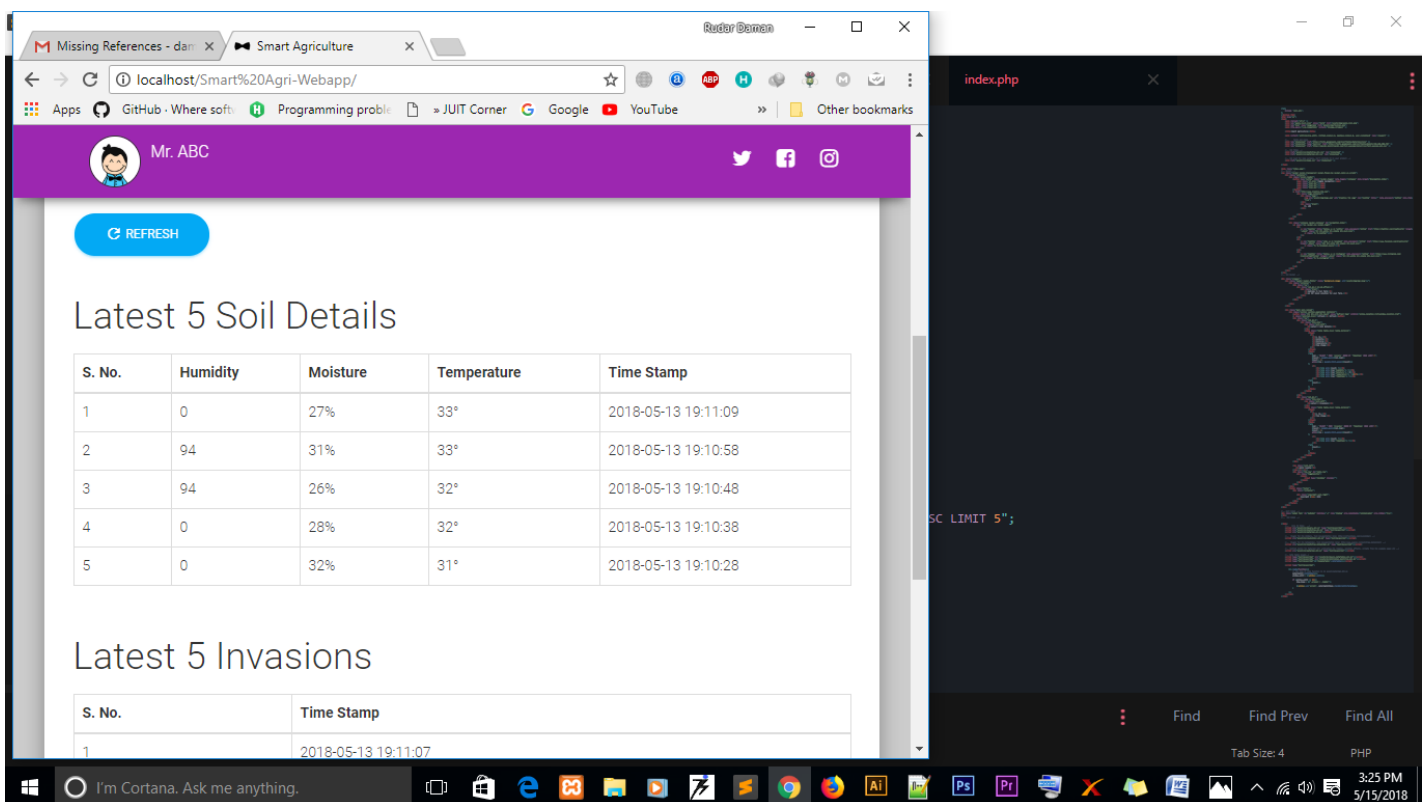 Rudar Daman
Missing References - dam
Smart Agriculture
localhost/Smart%20Agri-Webapp/
Apps GitHub · Where softw Programming proble » JUIT Corner Google YouTube » Other bookmarks
index.php
Mr. ABC
REFRESH
Latest 5 Soil Details
S. No. Humidity Moisture Temperature Time Stamp
1 0 27% 33° 2018-05-13 19:11:09
2 94 31% 33° 2018-05-13 19:10:58
3 94 26% 32° 2018-05-13 19:10:48
4 0 28% 32° 2018-05-13 19:10:38
5 0 32% 31° 2018-05-13 19:10:28
SC LIMIT 5";
Latest 5 Invasions
S. No. Time Stamp
1 2018-05-13 19:11:07
Find Find Prev Find All
Tab Size: 4 PHP
I'm Cortana. Ask me anything.
3:25 PM
5/15/2018